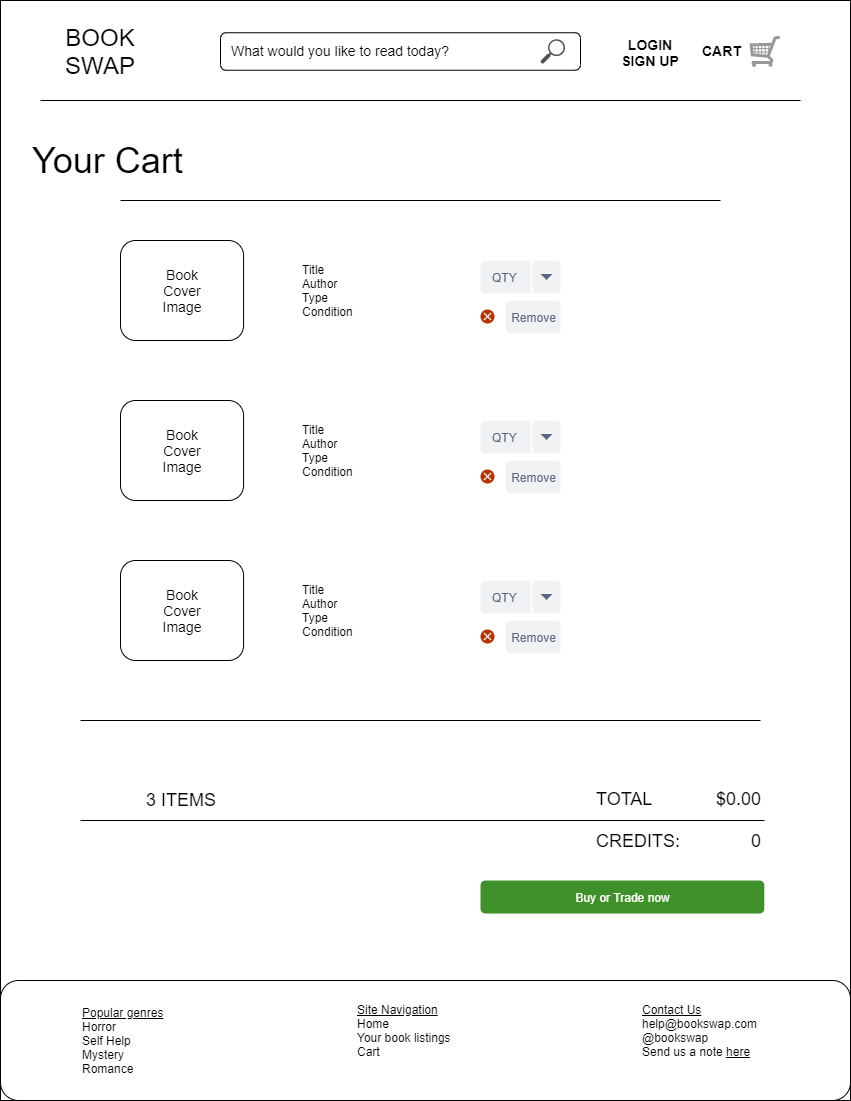 BOOK
SWAP
What would you like to read today?
LOGIN
SIGN UP
CART
Your Cart
Book
Cover
Image
Title
Author
Type
Condition
QTY
Remove
Book
Cover
Image
Title
Author
Type
Condition
QTY
Remove
Book
Cover
Image
Title
Author
Type
Condition
QTY
Remove
3 ITEMS
TOTAL $0.00
CREDITS: 0
Buy or Trade now
Popular genres
Horror
Self Help
Mystery
Romance
Site Navigation
Home
Your book listings
Cart
Contact Us
help@bookswap.com
@bookswap
Send us a note here